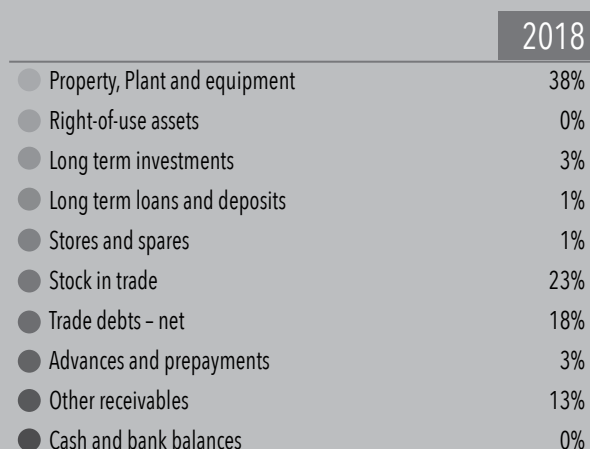 2018
Property, Plant and equipment 38%
Right-of-use assets 0%
Long term investments 3%
Long term loans and deposits 1%
Stores and spares 1%
Stock in trade 23%
Trade debts – net 18%
Advances and prepayments 3%
Other receivables 13%
Cash and bank balances 0%